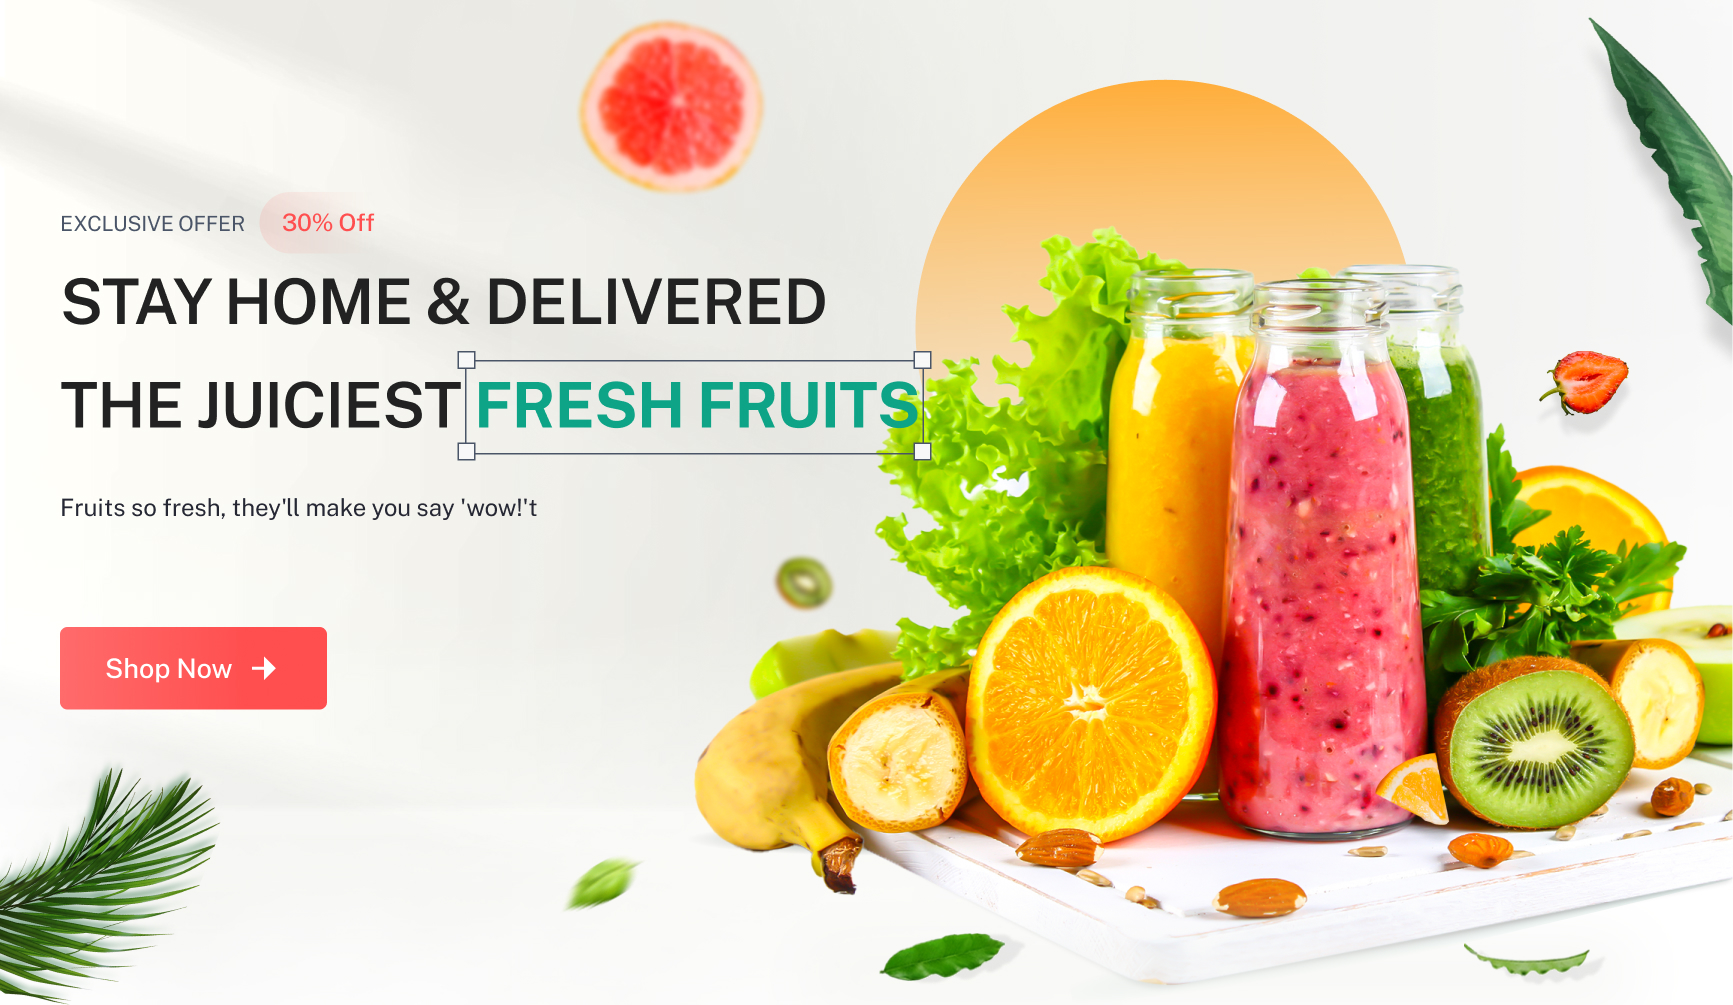 EXCLUSIVE OFFER 30% Off
STAY HOME & DELIVERED
THE JUICIEST FRESH FRUITS
Fruits so fresh, they'll make you say 'wow!'t
Shop Now